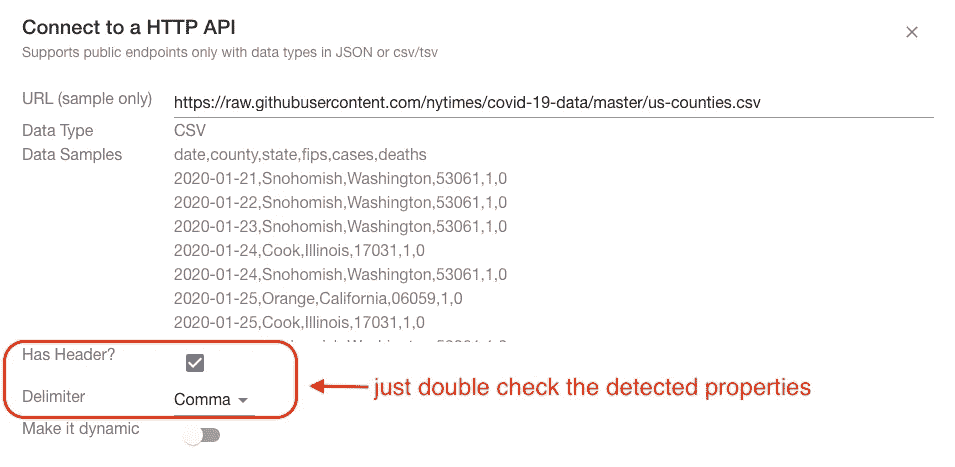 Connect to a HTTP API
Supports public endpoints only with data types in JSON or csv/tsv
URL (sample only) https://raw.githubusercontent.com/nytimes/covid-19-data/master/us-counties.csv
Data Type CSV
Data Samples date,county,state,fips,cases,deaths
2020-01-21,Snohomish,Washington,53061,1,0
2020-01-22,Snohomish,Washington,53061,1,0
2020-01-23,Snohomish,Washington,53061,1,0
2020-01-24,Cook,Illinois,17031,1,0
2020-01-24,Snohomish,Washington,53061,1,0
2020-01-25,Orange,California,06059,1,0
2020-01-25,Cook,Illinois,17031,1,0
Has Header?
just double check the detected properties
Delimiter Comma
Make it dynamic